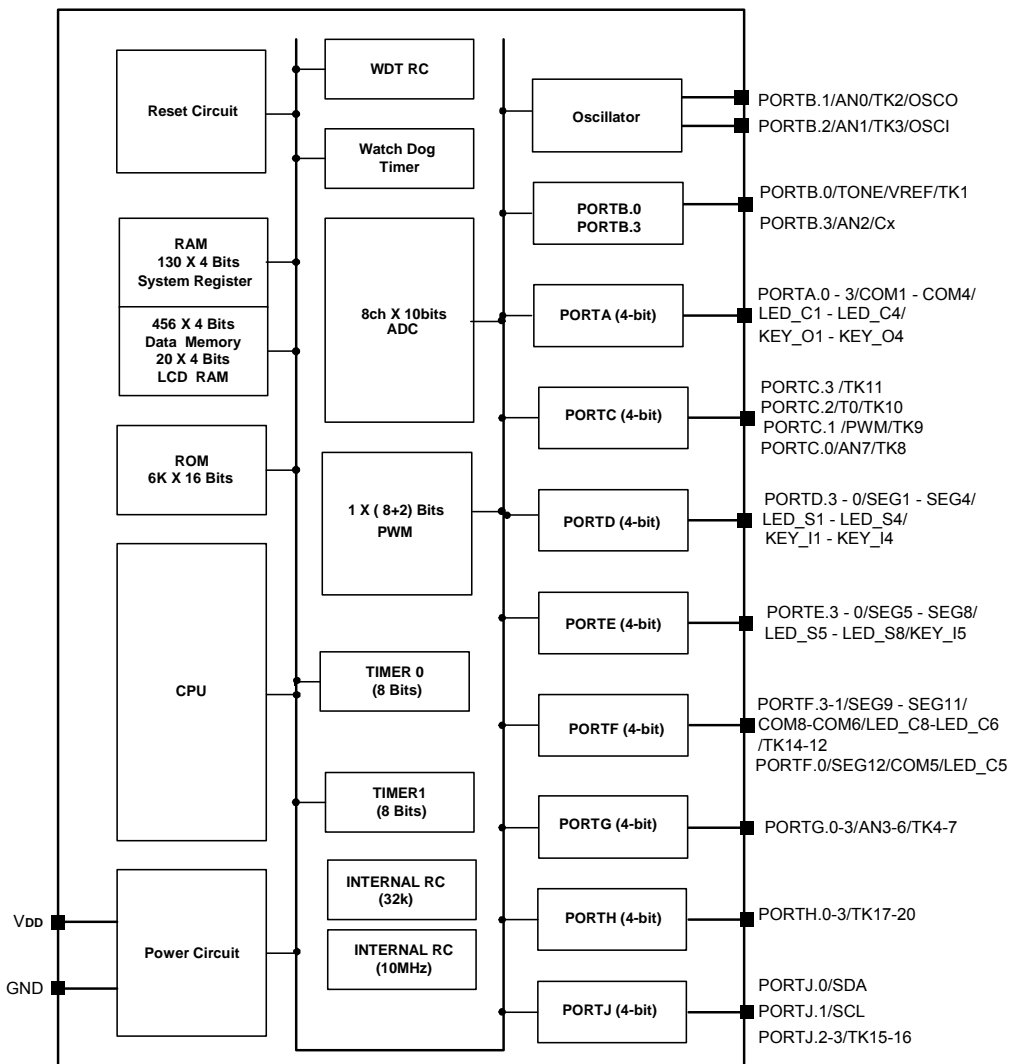 Reset Circuit
RAM
130 X 4 Bits
System Register
456 X 4 Bits
Data Memory
20 X 4 Bits
LCD RAM
ROM
6K X 16 Bits
CPU
Power Circuit
VDD
GND
WDT RC
Watch Dog
Timer
8ch X 10bits
ADC
1 X ( 8+2) Bits
PWM
TIMER 0
(8 Bits)
TIMER1
(8 Bits)
INTERNAL RC
(32k)
INTERNAL RC
(10MHz)
Oscillator
PORTB.1/AN0/TK2/OSCO
PORTB.2/AN1/TK3/OSCI
PORTB.0
PORTB.3
PORTB.0/TONE/VREF/TK1
PORTB.3/AN2/Cx
PORTA (4-bit)
PORTA.0 - 3/COM1 - COM4/
LED_C1 - LED_C4/
KEY_O1 - KEY_O4
PORTC (4-bit)
PORTC.3 /TK11
PORTC.2/T0/TK10
PORTC.1 /PWM/TK9
PORTC.0/AN7/TK8
PORTD (4-bit)
PORTD.3 - 0/SEG1 - SEG4/
LED_S1 - LED_S4/
KEY_I1 - KEY_I4
PORTE (4-bit)
PORTE.3 - 0/SEG5 - SEG8/
LED_S5 - LED_S8/KEY_I5
PORTF (4-bit)
PORTF.3-1/SEG9 - SEG11/
COM8-COM6/LED_C8-LED_C6
/TK14-12
PORTF.0/SEG12/COM5/LED_C5
PORTG (4-bit)
PORTG.0-3/AN3-6/TK4-7
PORTH (4-bit)
PORTH.0-3/TK17-20
PORTJ (4-bit)
PORTJ.0/SDA
PORTJ.1/SCL
PORTJ.2-3/TK15-16